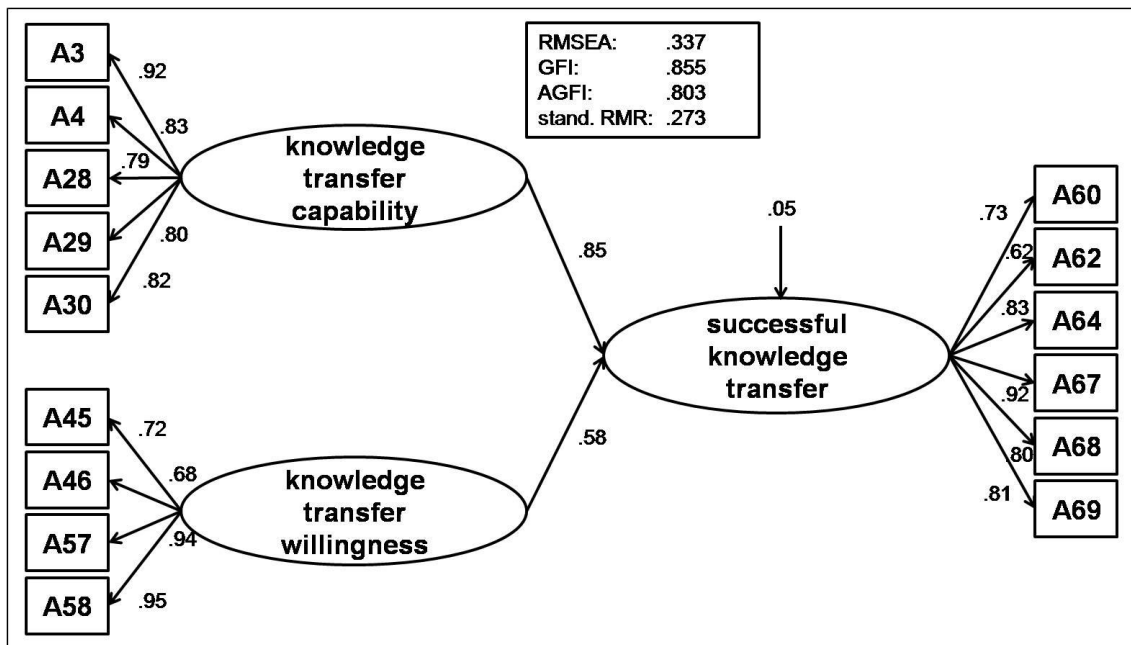 A3
A4
A28
A29
A30
.92
.83
.79
.80
.82
knowledge
transfer
capability
RMSEA: .337
GFI: .855
AGFI: .803
stand. RMR: .273
.85
.58
.05
A45
A46
A57
A58
.72
.68
.94
.95
knowledge
transfer
willingness
successful
knowledge
transfer
.73
.62
.83
.92
.80
.81
A60
A62
A64
A67
A68
A69